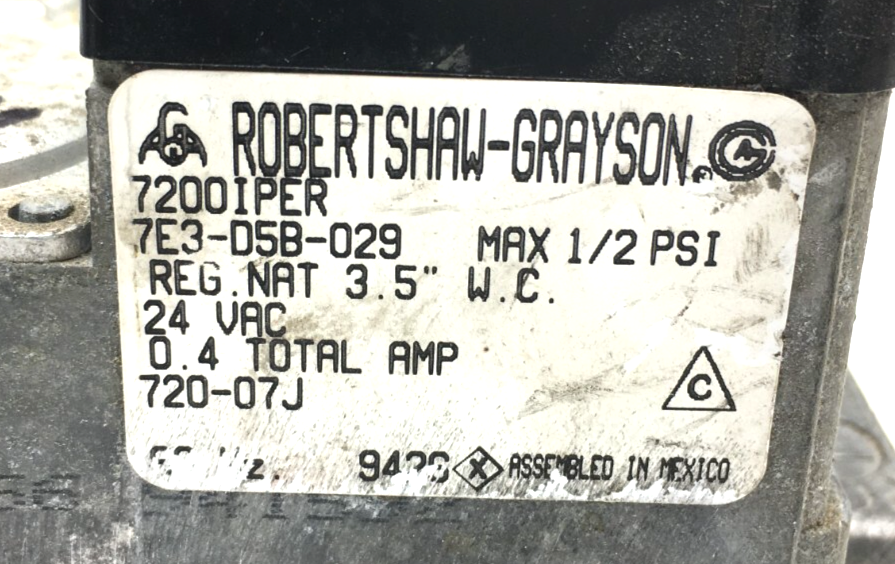 ROBERTSHAW-GRAYSON
7200IPER
7E3-D5B-029 MAX 1/2 PSI
REG.NAT 3.5" W.C.
24 VAC
0.4 TOTAL AMP
720-07J
C
X ASSEMBLED IN MEXICO